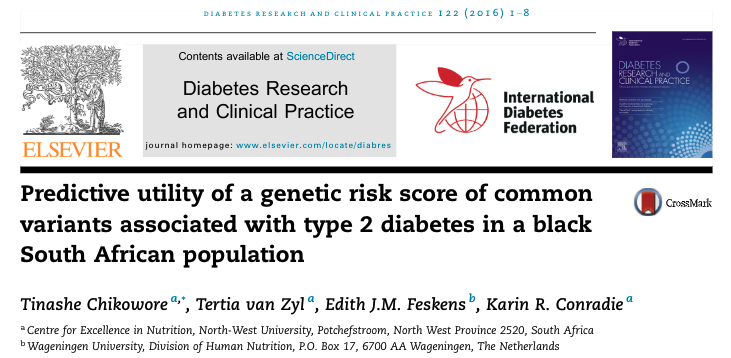 DIABETES RESEARCH AND CLINICAL PRACTICE 122 (2016) 1–8
Contents available at ScienceDirect
Diabetes Research
and Clinical Practice
journal homepage: www.elsevier.com/locate/diabres
ELSEVIER
International
Diabetes
Federation
DIABETES
RESEARCH AND
CLINICAL PRACTICE
Predictive utility of a genetic risk score of common
variants associated with type 2 diabetes in a black
South African population
CrossMark
Tinashe Chikowore a,*, Tertia van Zyl a, Edith J.M. Feskens b, Karin R. Conradie a
a Centre for Excellence in Nutrition, North-West University, Potchefstroom, North West Province 2520, South Africa
b Wageningen University, Division of Human Nutrition, P.O. Box 17, 6700 AA Wageningen, The Netherlands